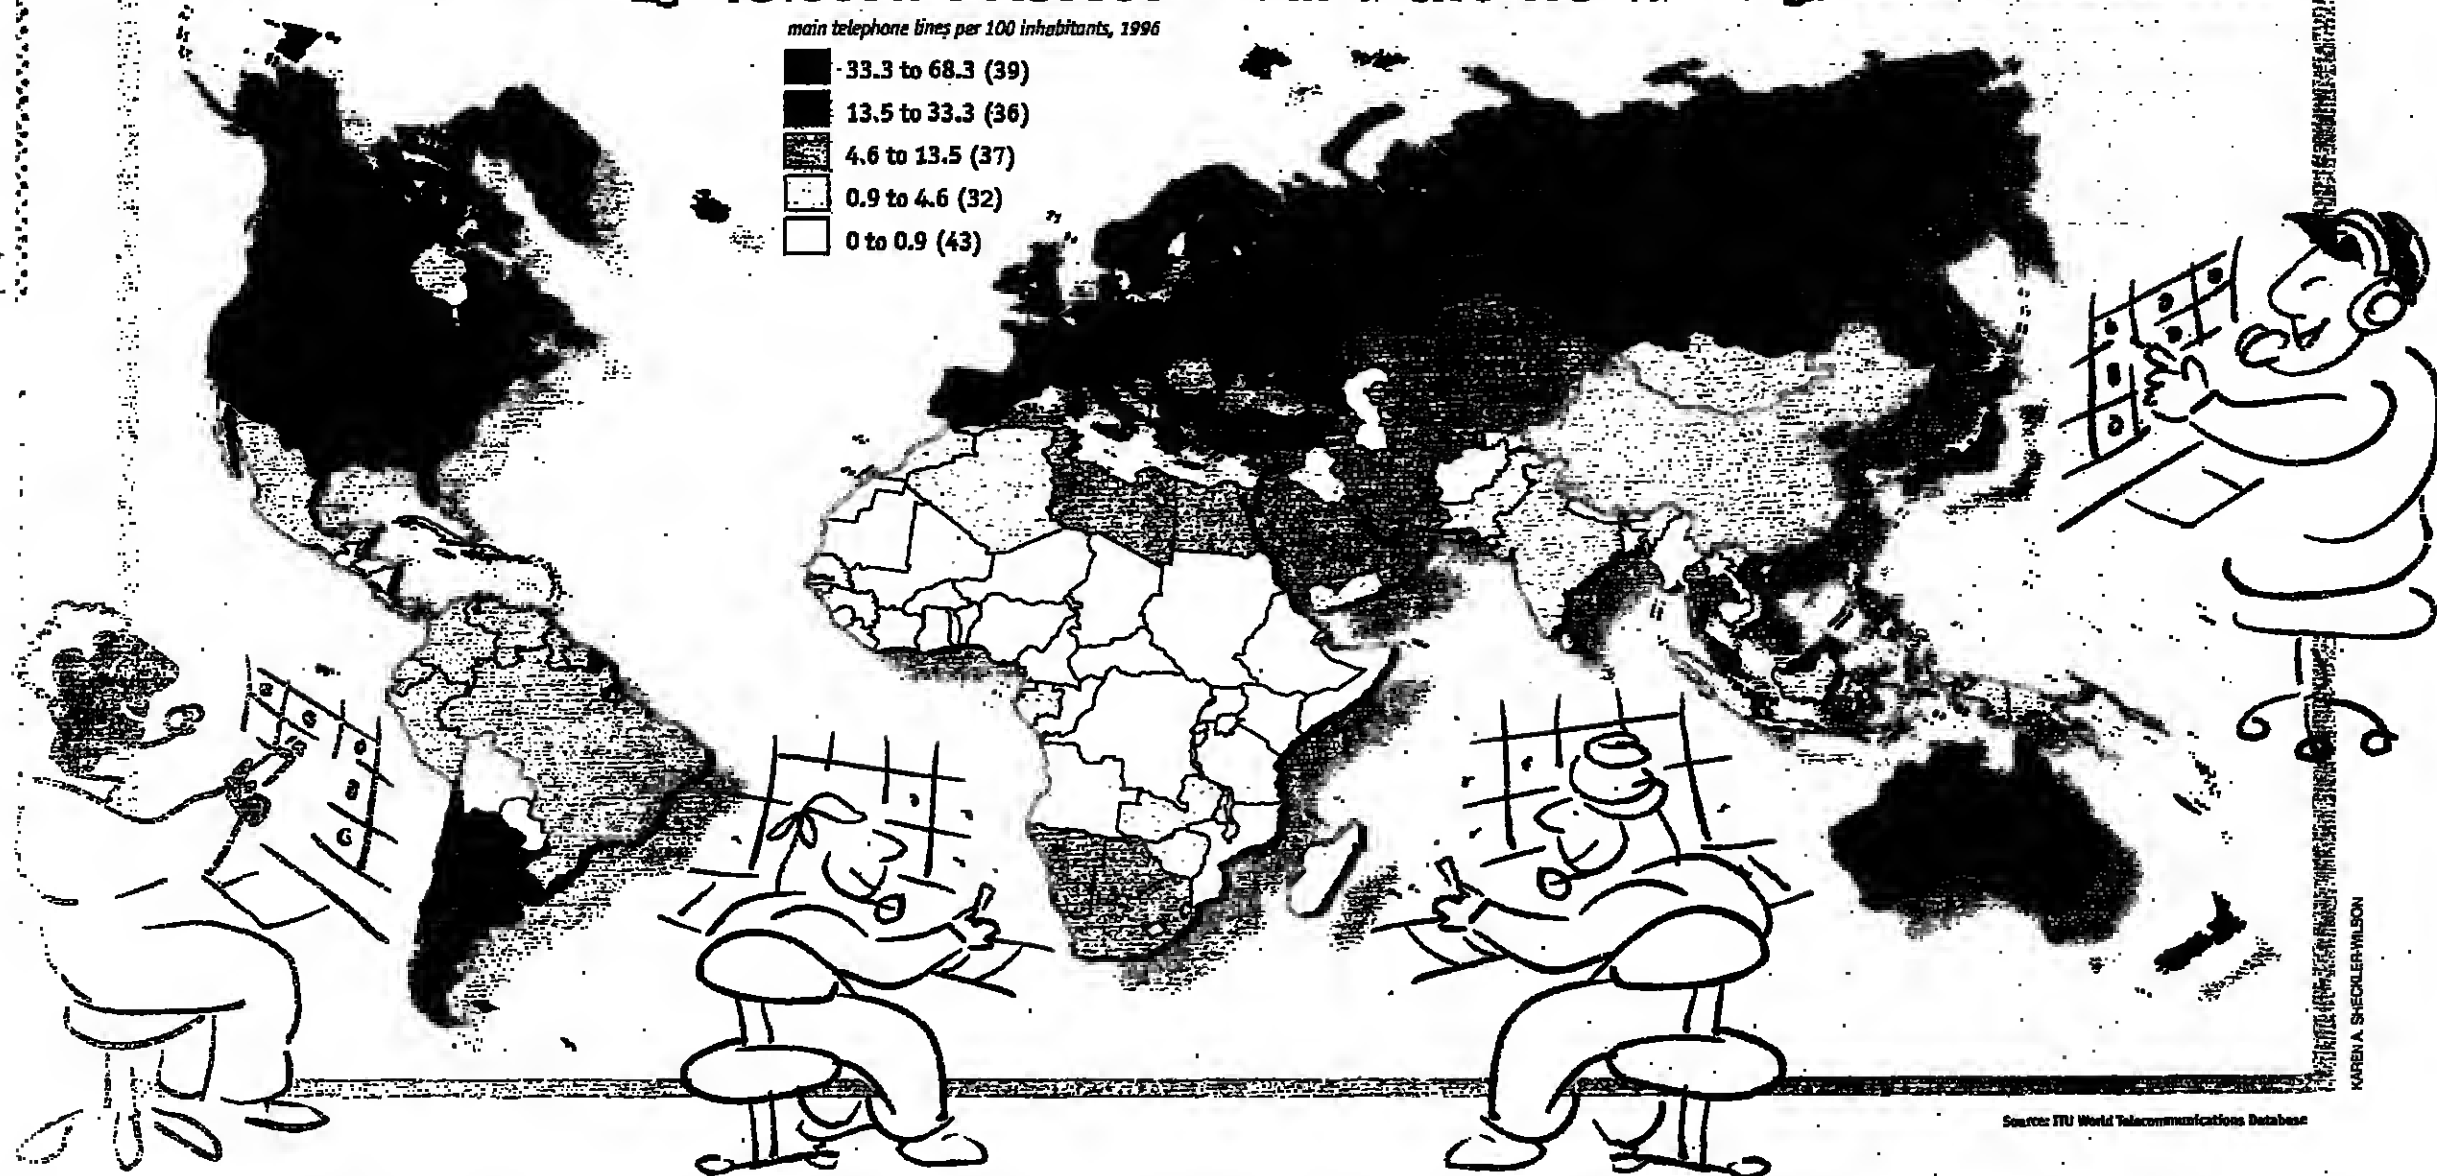 main telephone lines per 100 inhabitants, 1996
33.3 to 68.3 (39)
13.5 to 33.3 (36)
4.6 to 13.5 (37)
0.9 to 4.6 (32)
0 to 0.9 (43)
KAREN A. SHECKLER-WILSON
Source: ITU World Telecommunications Database